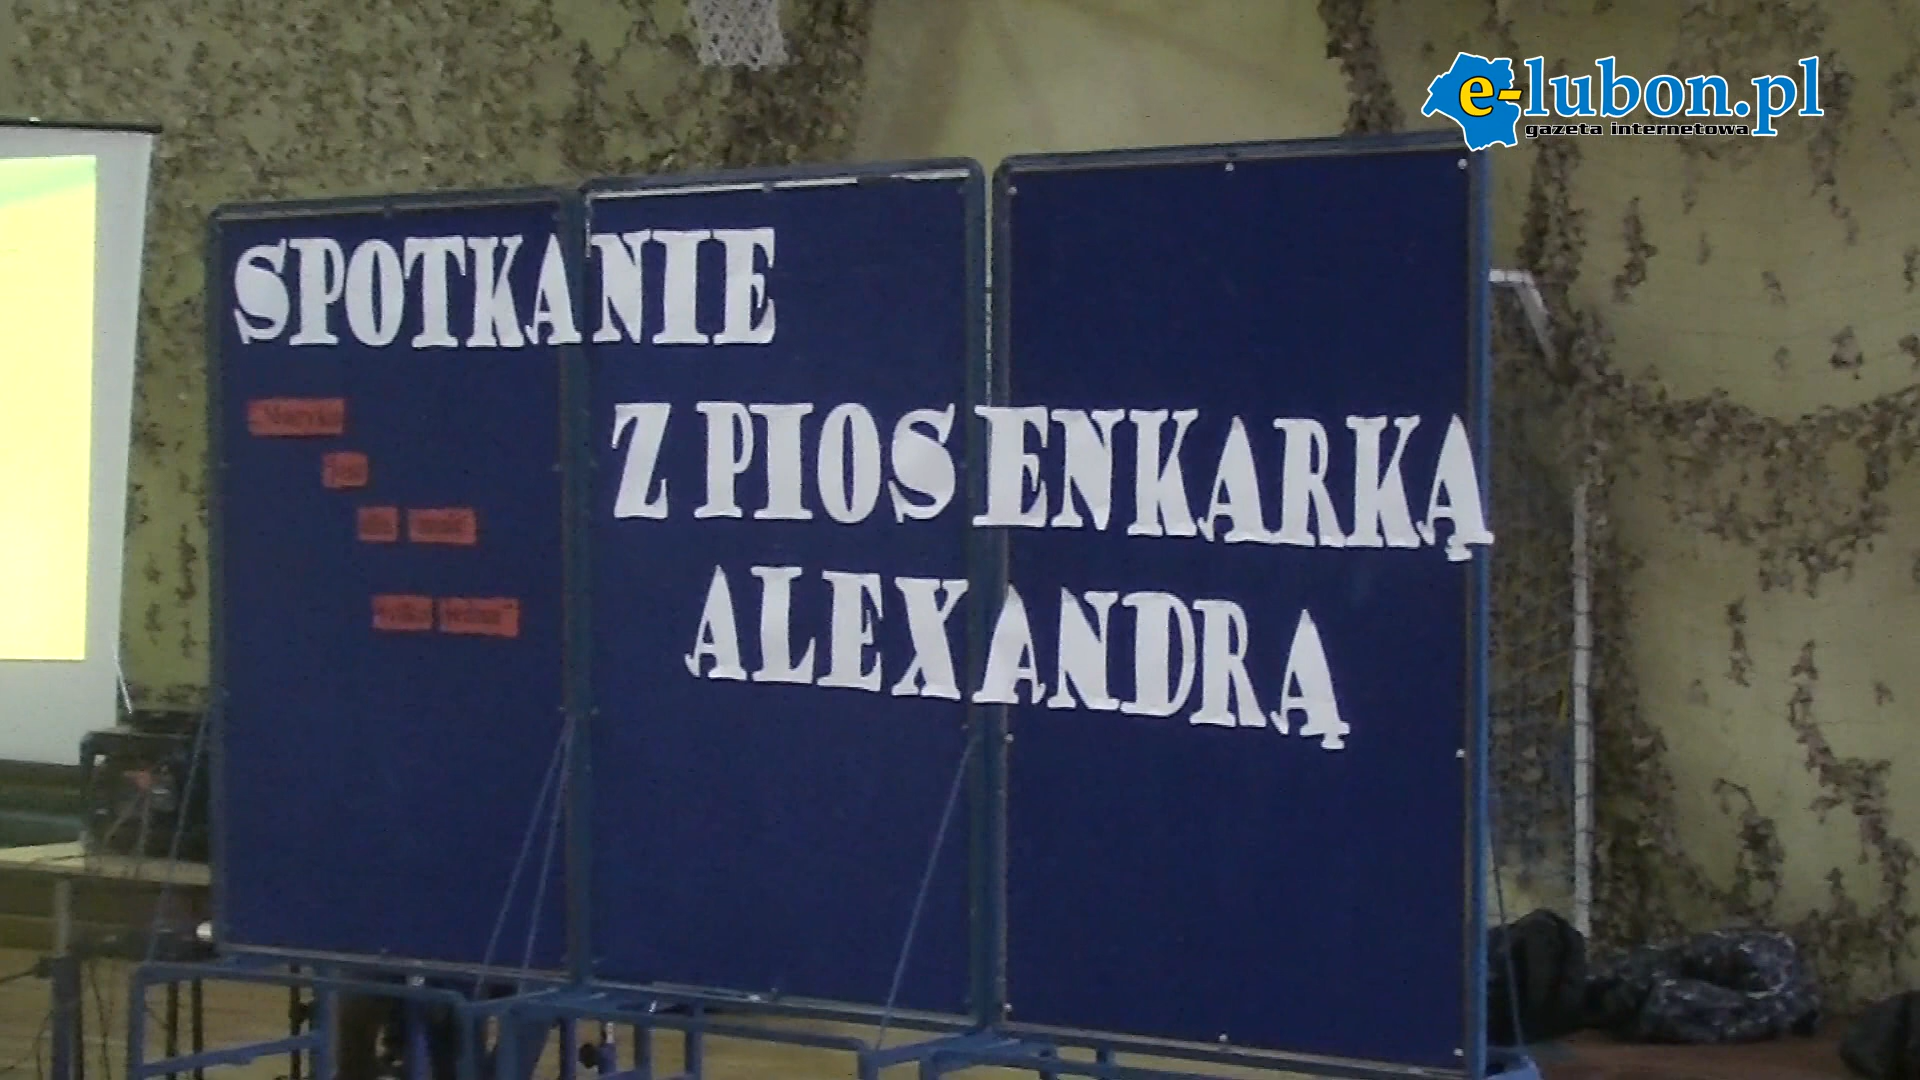 e-lubon.pl
gazeta internetowa
SPOTKANIE
Z PIOSENKARKĄ
ALEXANDRĄ